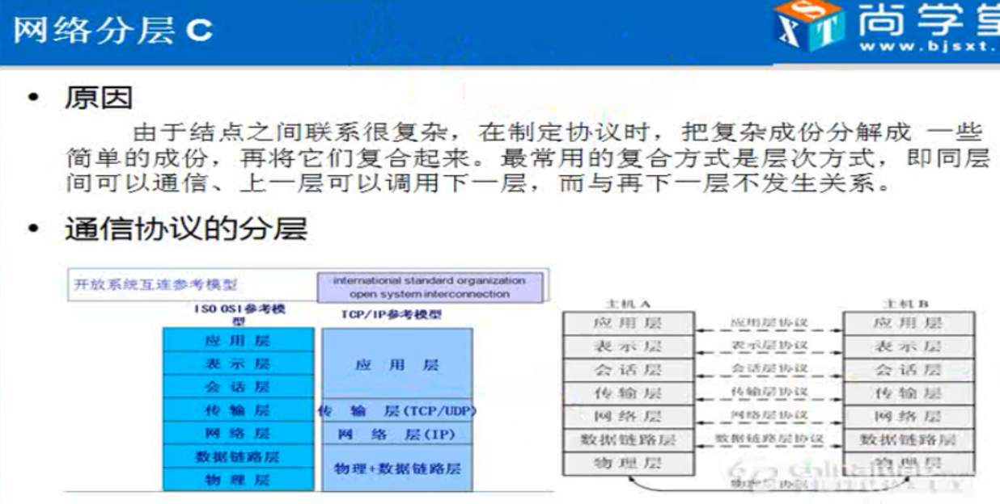 网络分层 C
XST
尚学堂
www.bjsxt.
• 原因
由于结点之间联系很复杂，在制定协议时，把复杂成份分解成 一些
简单的成份，再将它们复合起来。最常用的复合方式是层次方式，即同层
间可以通信、上一层可以调用下一层，而与再下一层不发生关系。
• 通信协议的分层
开放系统互连参考模型
international standard organization
open system interconnection
ISO OSI参考模
型
应 用 层
表 示 层
会 话 层
传 输 层
网 络 层
数据链路层
物 理 层
TCP/IP参考模型
应 用 层
传 输 层(TCP/UDP)
网 络 层(IP)
物理+数据链路层
主机 A
应 用 层
表 示 层
会 话 层
传 输 层
网 络 层
数据链路层
物 理 层
应用层协议
表示层协议
会话层协议
传输层协议
网络层协议
数据链路层协议
物理层协议
主机 B
应 用 层
表 示 层
会 话 层
传 输 层
网 络 层
数据链路层
物 理 层